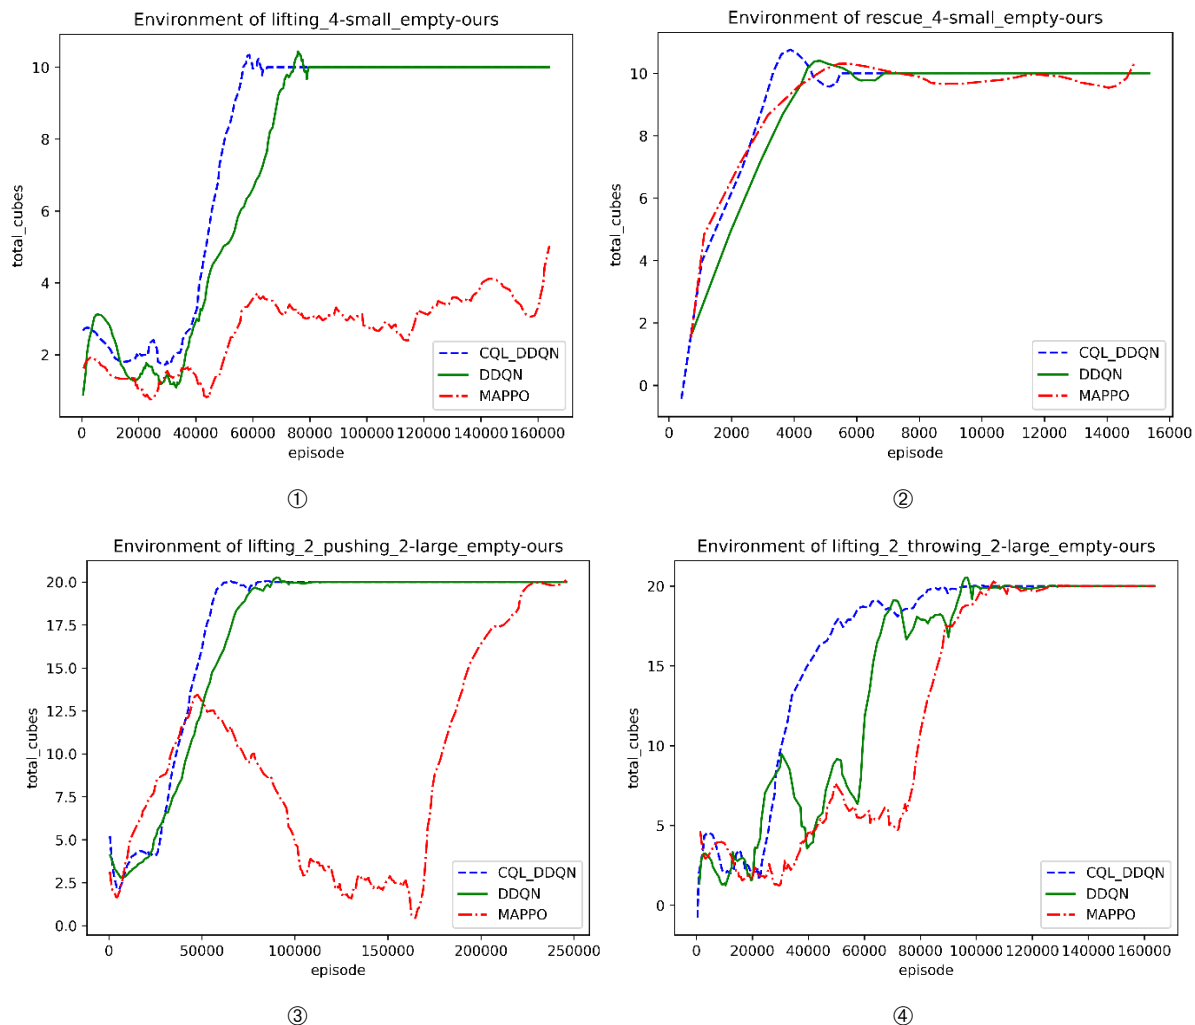 Environment of lifting_4-small_empty-ours
total_cubes
10
8
6
4
2
0 20000 40000 60000 80000 100000 120000 140000 160000
episode
CQL_DDQN
DDQN
MAPPO
①
Environment of rescue_4-small_empty-ours
total_cubes
10
8
6
4
2
0
0 2000 4000 6000 8000 10000 12000 14000 16000
episode
CQL_DDQN
DDQN
MAPPO
②
Environment of lifting_2_pushing_2-large_empty-ours
total_cubes
20.0
17.5
15.0
12.5
10.0
7.5
5.0
2.5
0.0
0 50000 100000 150000 200000 250000
episode
CQL_DDQN
DDQN
MAPPO
③
Environment of lifting_2_throwing_2-large_empty-ours
total_cubes
20
15
10
5
0
0 20000 40000 60000 80000 100000 120000 140000 160000
episode
CQL_DDQN
DDQN
MAPPO
④